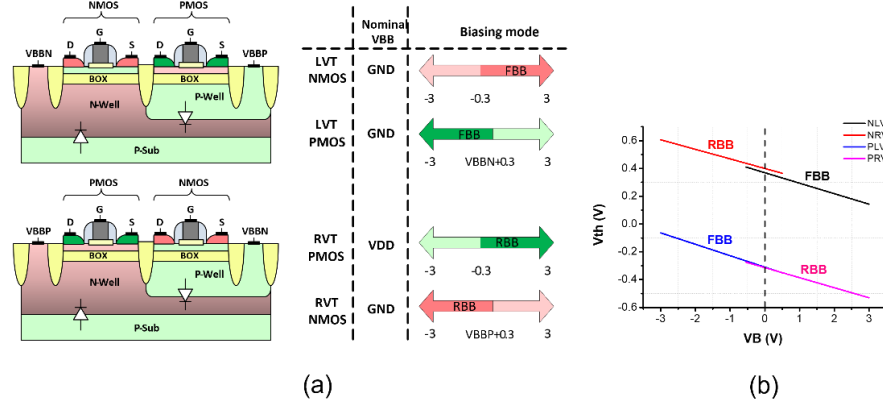 NMOS PMOS
VBBN D G S D G S VBBP
BOX BOX
N-Well P-Well
P-Sub
PMOS NMOS
VBBP D G S D G S VBBN
BOX BOX
N-Well P-Well
P-Sub
Nominal
VBB Biasing mode
LVT
NMOS GND FBB
-3 -0.3 3
LVT
PMOS GND FBB
-3 VBBN+0.3 3
RVT
PMOS VDD RBB
-3 -0.3 3
RVT
NMOS GND RBB
-3 VBBP+0.3 3
(a)
NLV
NRV
PLV
PRV
RBB
FBB
FBB
RBB
Vth (V)
0.6
0.4
0.2
0.0
-0.2
-0.4
-0.6
-3 -2 -1 0 1 2 3
VB (V)
(b)